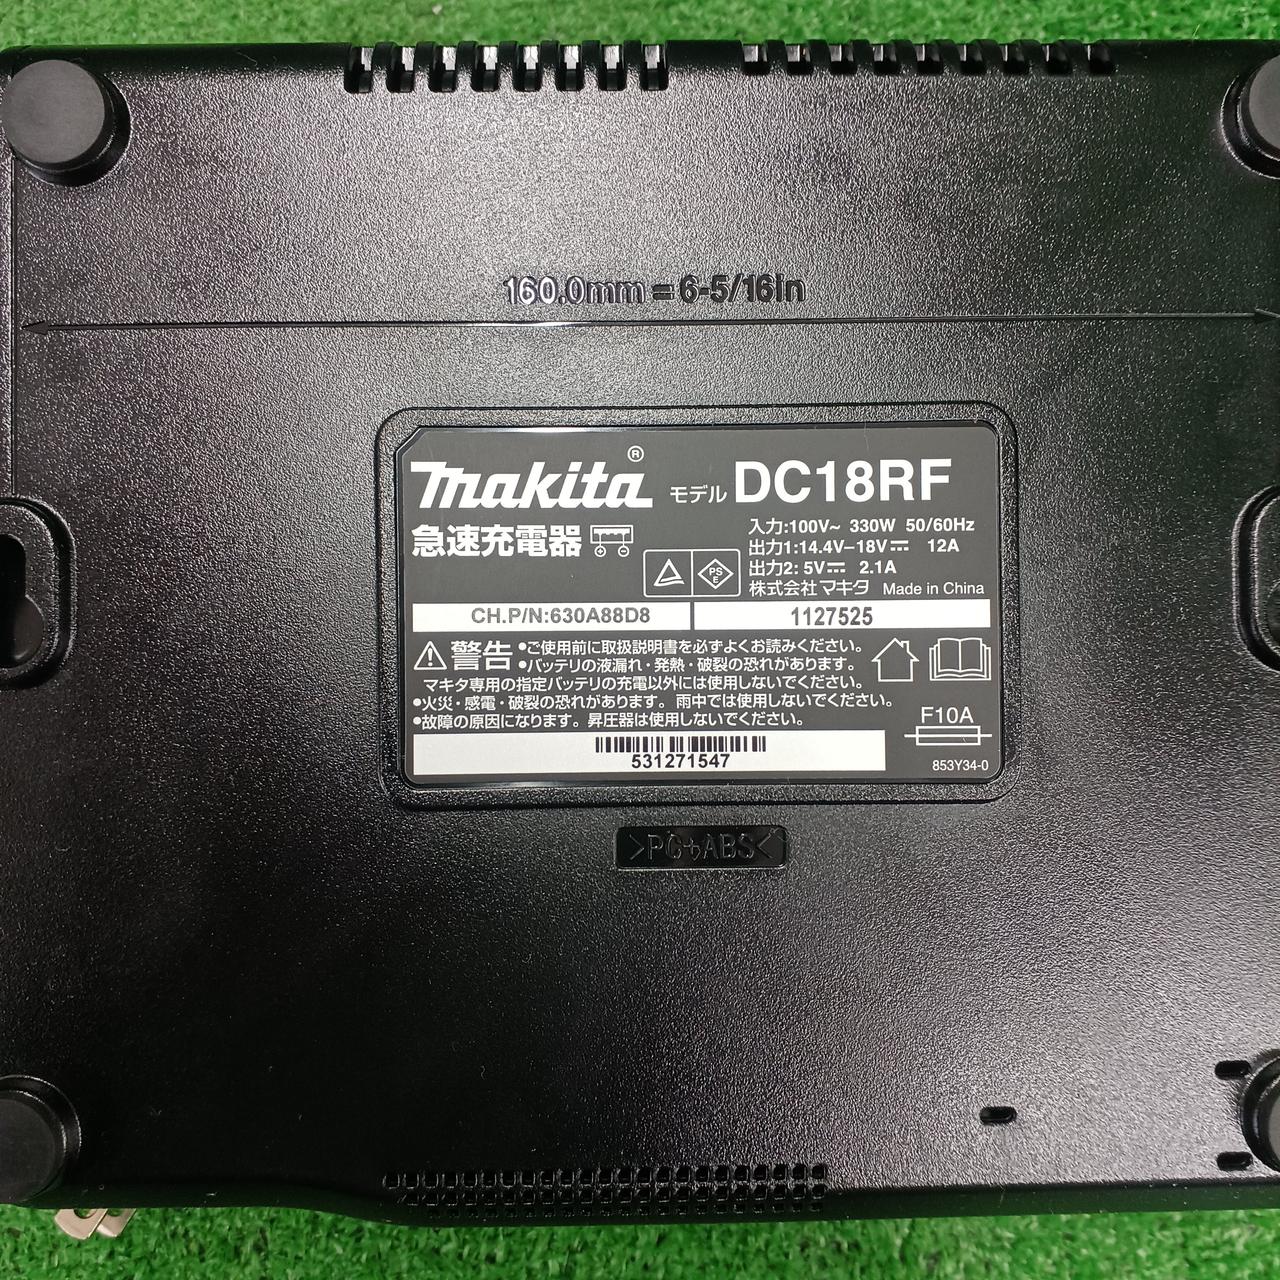 160.0mm = 6-5/16in
makita® モデル DC18RF
急速充電器
入力:100V~ 330W 50/60Hz
出力1:14.4V–18V⎓ 12A
出力2: 5V⎓ 2.1A
PS
E
株式会社マキタ Made in China
CH.P/N:630A88D8
1127525
警告 •ご使用前に取扱説明書を必ずよくお読みください。
•バッテリの液漏れ・発熱・破裂の恐れがあります。
マキタ専用の指定バッテリの充電以外には使用しないでください。
•火災・感電・破裂の恐れがあります。雨中では使用しないでください。
•故障の原因になります。昇圧器は使用しないでください。
F10A
531271547
853Y34-0
>PC+ABS<